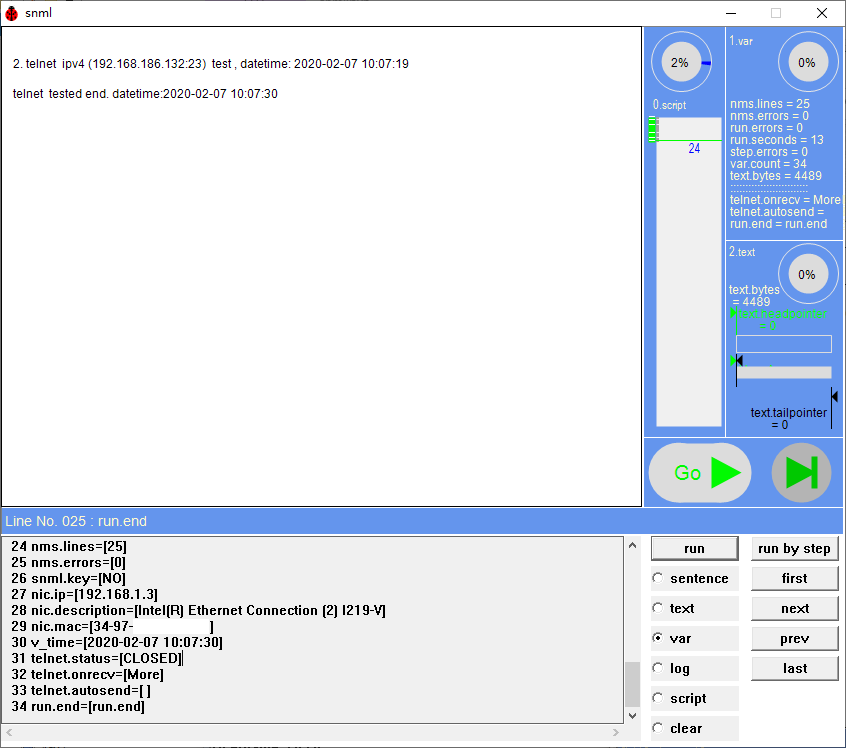 snml
2. telnet ipv4 (192.168.186.132:23) test , datetime: 2020-02-07 10:07:19
telnet tested end. datetime:2020-02-07 10:07:30
2%
0.script
24
1.var
0%
nms.lines = 25
nms.errors = 0
run.errors = 0
run.seconds = 13
step.errors = 0
var.count = 34
text.bytes = 4489
telnet.onrecv = More
telnet.autosend =
run.end = run.end
2.text
0%
text.bytes
= 4489
text.headpointer
= 0
text.tailpointer
= 0
Go
Line No. 025 : run.end
24 nms.lines=[25]
25 nms.errors=[0]
26 snml.key=[NO]
27 nic.ip=[192.168.1.3]
28 nic.description=[Intel(R) Ethernet Connection (2) I219-V]
29 nic.mac=[34-97- ]
30 v_time=[2020-02-07 10:07:30]
31 telnet.status=[CLOSED]
32 telnet.onrecv=[More]
33 telnet.autosend=[ ]
34 run.end=[run.end]
run
run by step
sentence
first
text
next
var
prev
log
last
script
clear